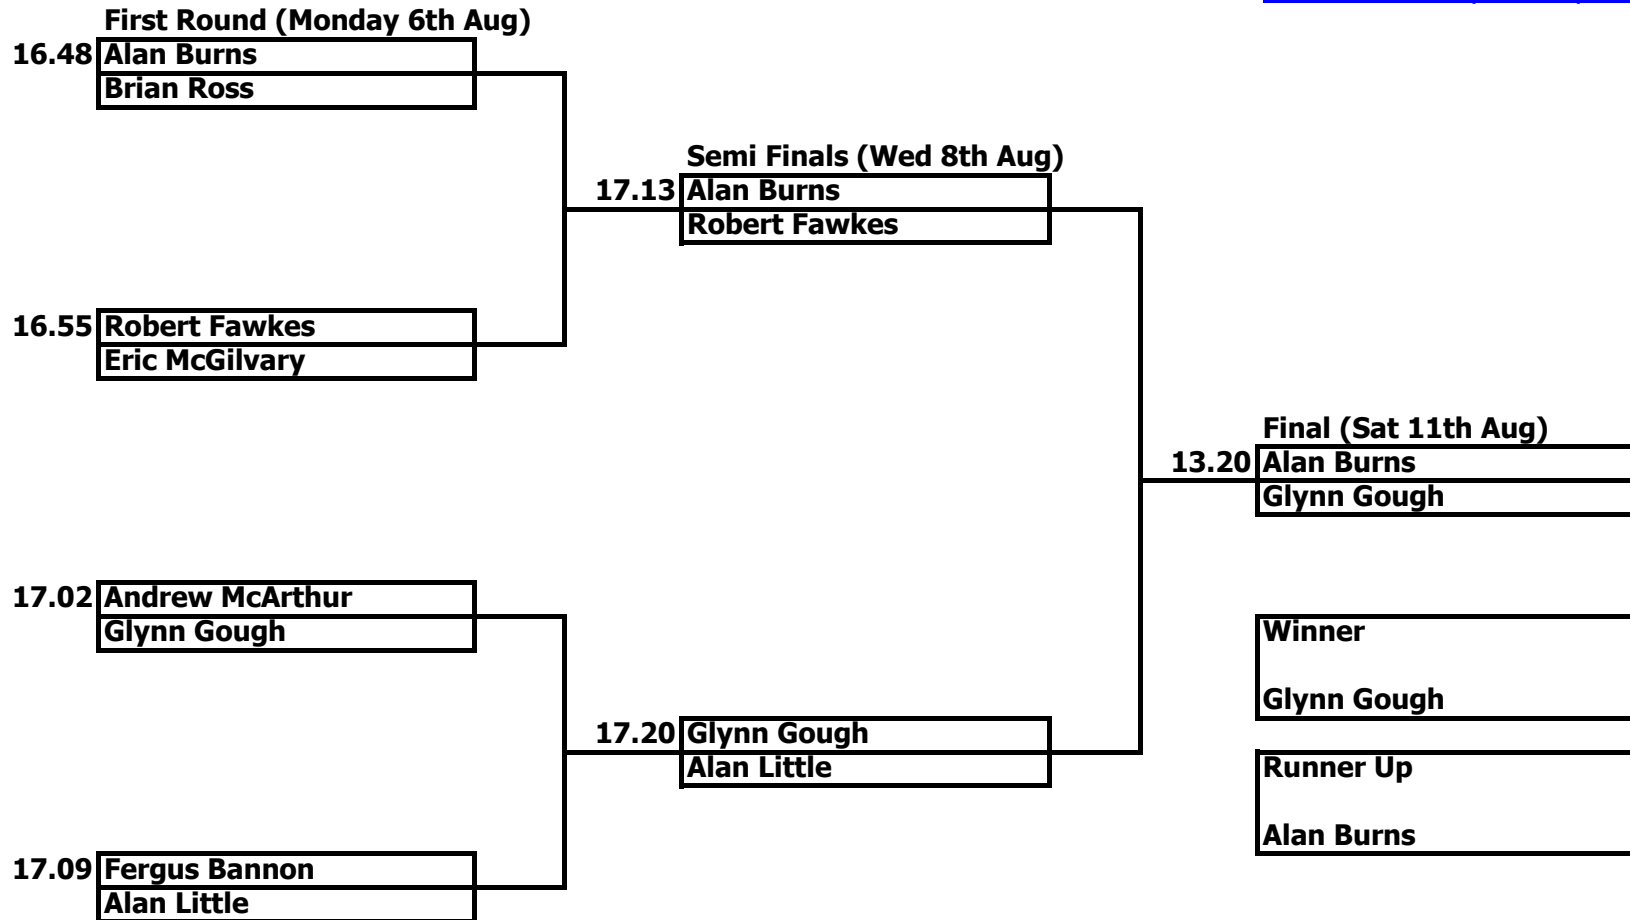 First Round (Monday 6th Aug)
16.48 Alan Burns
Brian Ross
Semi Finals (Wed 8th Aug)
17.13 Alan Burns
Robert Fawkes
16.55 Robert Fawkes
Eric McGilvary
Final (Sat 11th Aug)
13.20 Alan Burns
Glynn Gough
17.02 Andrew McArthur
Glynn Gough
Winner
Glynn Gough
17.20 Glynn Gough
Alan Little
Runner Up
Alan Burns
17.09 Fergus Bannon
Alan Little